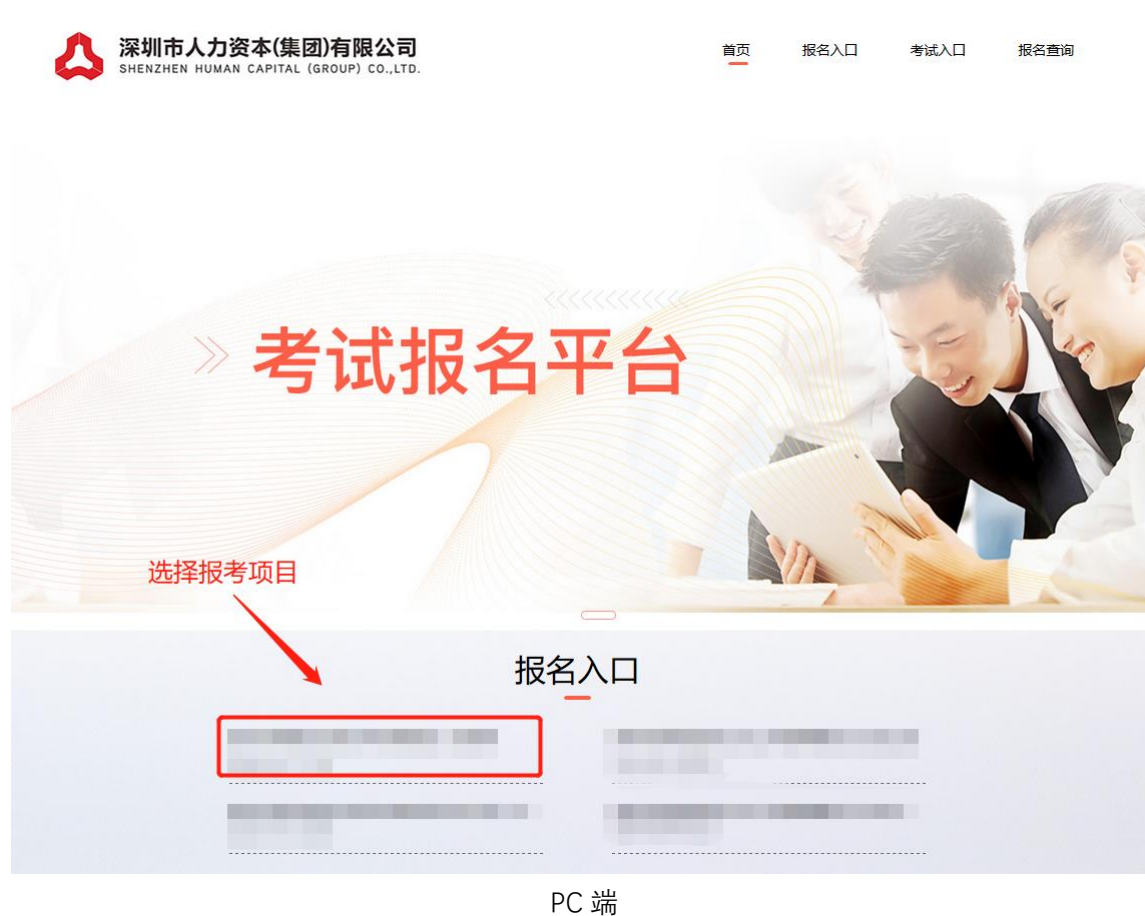 深圳市人力资本(集团)有限公司
SHENZHEN HUMAN CAPITAL (GROUP) CO.,LTD.
首页 报名入口 考试入口 报名查询
考试报名平台
选择报考项目
报名入口
PC 端